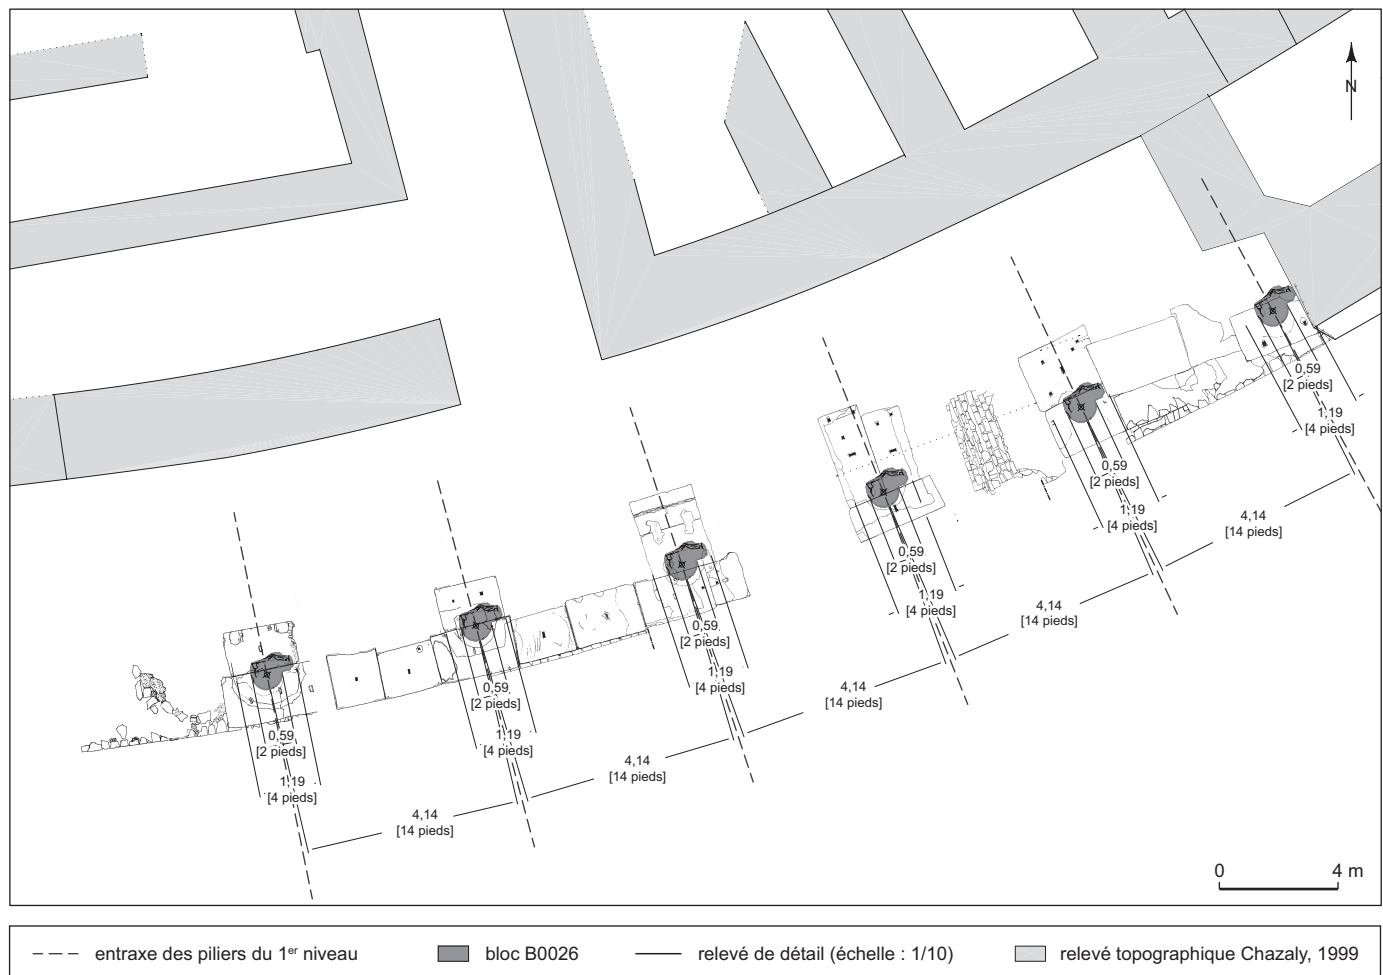 N
0,59
[2 pieds]
1,19
[4 pieds]
4,14
[14 pieds]
0,59
[2 pieds]
1,19
[4 pieds]
4,14
[14 pieds]
0,59
[2 pieds]
1,19
[4 pieds]
4,14
[14 pieds]
0,59
[2 pieds]
1,19
[4 pieds]
4,14
[14 pieds]
0,59
[2 pieds]
1,19
[4 pieds]
4,14
[14 pieds]
0,59
[2 pieds]
1,19
[4 pieds]
0 4 m
entraxe des piliers du 1er niveau
bloc B0026
relevé de détail (échelle : 1/10)
relevé topographique Chazaly, 1999